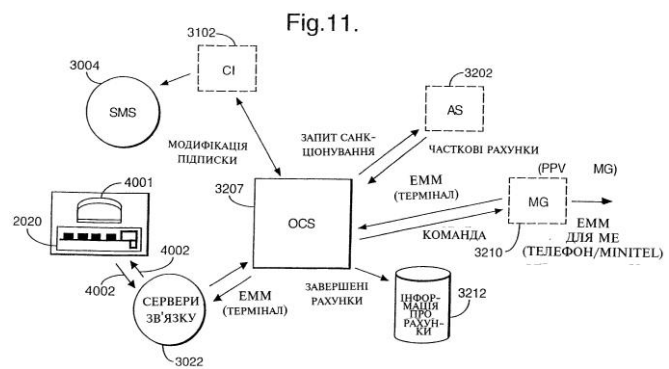 Fig.11.
3102
CI
3004
SMS
МОДИФІКАЦІЯ
ПІДПИСКИ
3202
AS
ЗАПИТ САНК-
ЦІОНУВАННЯ
ЧАСТКОВІ РАХУНКИ
3207
OCS
EMM
(ТЕРМІНАЛ)
КОМАНДА
(PPV MG)
MG
3210
EMM
ДЛЯ ME
(ТЕЛЕФОН/MINITEL)
4001
2020
4002
4002
СЕРВЕРИ
ЗВ'ЯЗКУ
3022
EMM
(ТЕРМІНАЛ)
ЗАВЕРШЕНІ
РАХУНКИ
ІНФОР-
МАЦІЯ
ПРО
РАХУН-
КИ
3212